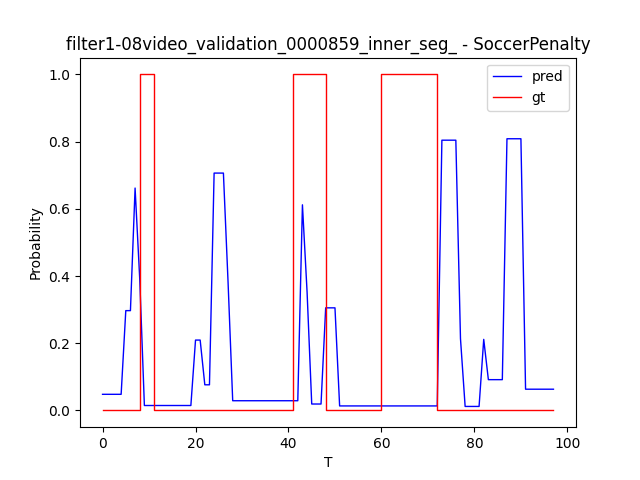 filter1-08video_validation_0000859_inner_seg_ - SoccerPenalty
pred
gt
1.0
0.8
0.6
0.4
0.2
0.0
Probability
0
20
40
60
80
100
T